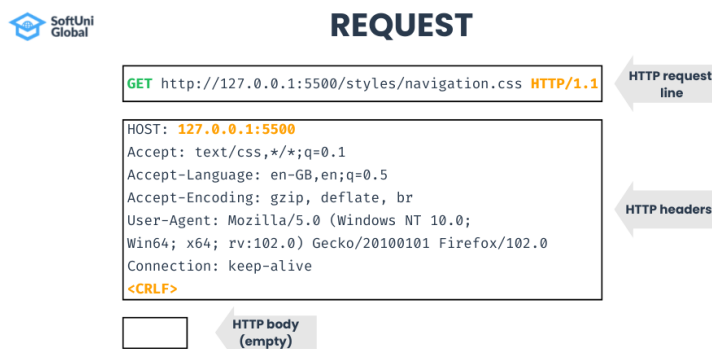 SoftUni
Global
REQUEST
GET http://127.0.0.1:5500/styles/navigation.css HTTP/1.1
HTTP request
line
HOST: 127.0.0.1:5500
Accept: text/css,*/*;q=0.1
Accept-Language: en-GB,en;q=0.5
Accept-Encoding: gzip, deflate, br
User-Agent: Mozilla/5.0 (Windows NT 10.0;
Win64; x64; rv:102.0) Gecko/20100101 Firefox/102.0
Connection: keep-alive
<CRLF>
HTTP headers
HTTP body
(empty)